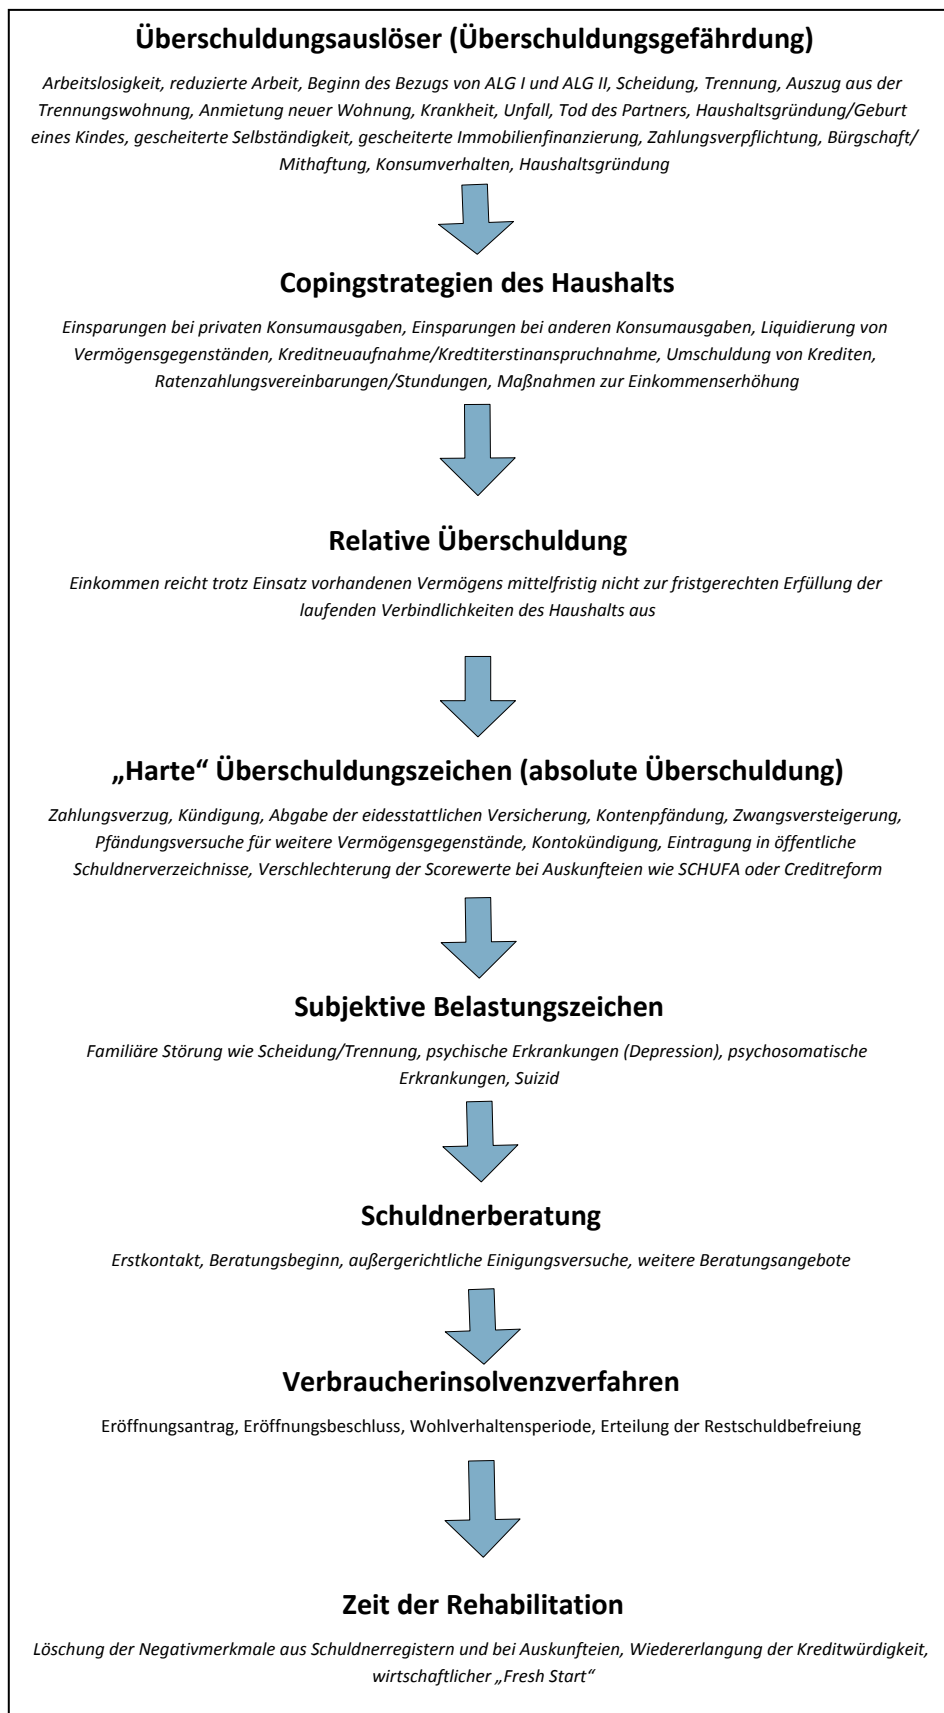 Überschuldungsauslöser (Überschuldungsgefährdung)
Arbeitslosigkeit, reduzierte Arbeit, Beginn des Bezugs von ALG I und ALG II, Scheidung, Trennung, Auszug aus der
Trennungswohnung, Anmietung neuer Wohnung, Krankheit, Unfall, Tod des Partners, Haushaltsgründung/Geburt
eines Kindes, gescheiterte Selbständigkeit, gescheiterte Immobilienfinanzierung, Zahlungsverpflichtung, Bürgschaft/
Mithaftung, Konsumverhalten, Haushaltsgründung
Copingstrategien des Haushalts
Einsparungen bei privaten Konsumausgaben, Einsparungen bei anderen Konsumausgaben, Liquidierung von
Vermögensgegenständen, Kreditneuaufnahme/Kredtiterstinanspruchnahme, Umschuldung von Krediten,
Ratenzahlungsvereinbarungen/Stundungen, Maßnahmen zur Einkommenserhöhung
Relative Überschuldung
Einkommen reicht trotz Einsatz vorhandenen Vermögens mittelfristig nicht zur fristgerechten Erfüllung der
laufenden Verbindlichkeiten des Haushalts aus
„Harte“ Überschuldungszeichen (absolute Überschuldung)
Zahlungsverzug, Kündigung, Abgabe der eidesstattlichen Versicherung, Kontenpfändung, Zwangsversteigerung,
Pfändungsversuche für weitere Vermögensgegenstände, Kontokündigung, Eintragung in öffentliche
Schuldnerverzeichnisse, Verschlechterung der Scorewerte bei Auskunfteien wie SCHUFA oder Creditreform
Subjektive Belastungszeichen
Familiäre Störung wie Scheidung/Trennung, psychische Erkrankungen (Depression), psychosomatische
Erkrankungen, Suizid
Schuldnerberatung
Erstkontakt, Beratungsbeginn, außergerichtliche Einigungsversuche, weitere Beratungsangebote
Verbraucherinsolvenzverfahren
Eröffnungsantrag, Eröffnungsbeschluss, Wohlverhaltensperiode, Erteilung der Restschuldbefreiung
Zeit der Rehabilitation
Löschung der Negativmerkmale aus Schuldnerregistern und bei Auskunfteien, Wiedererlangung der Kreditwürdigkeit,
wirtschaftlicher „Fresh Start“